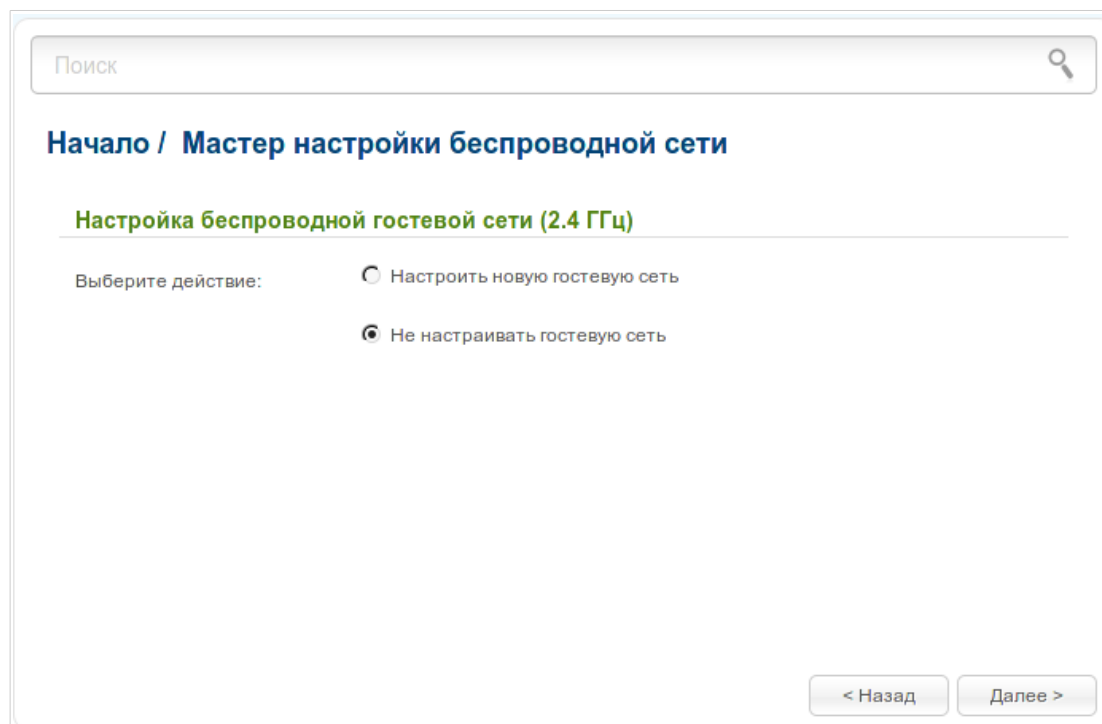 Поиск
Начало / Мастер настройки беспроводной сети
Настройка беспроводной гостевой сети (2.4 ГГц)
Выберите действие:
Настроить новую гостевую сеть
Не настраивать гостевую сеть
< Назад
Далее >